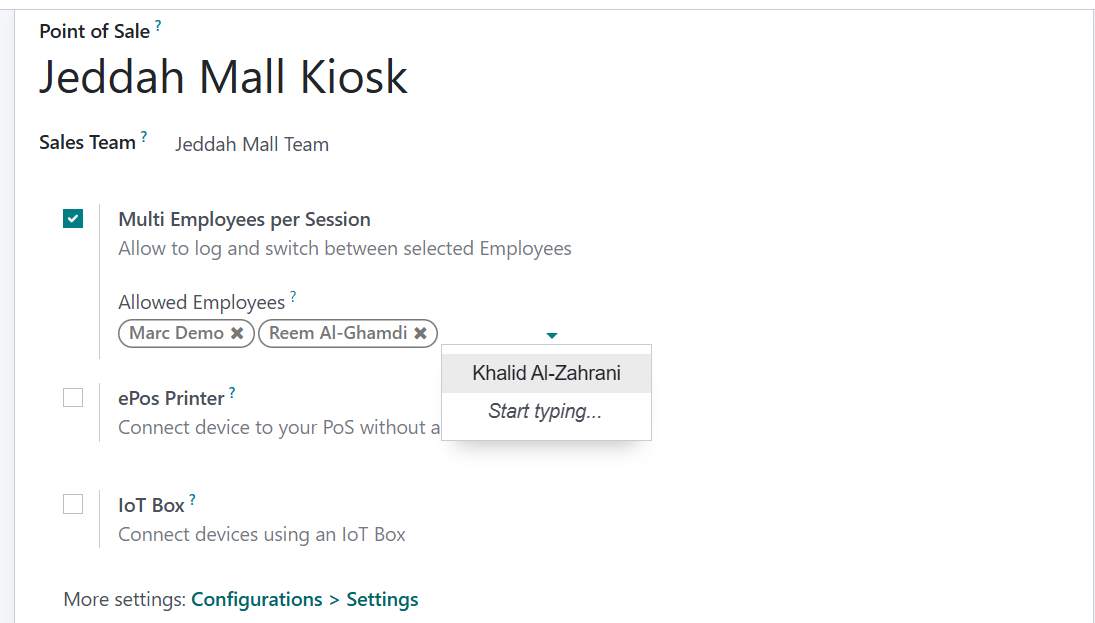 Point of Sale ?
Jeddah Mall Kiosk
Sales Team ? Jeddah Mall Team
Multi Employees per Session
Allow to log and switch between selected Employees
Allowed Employees ?
Marc Demo ✖ Reem Al-Ghamdi ✖
Khalid Al-Zahrani
Start typing...
ePos Printer ?
Connect device to your PoS without a
IoT Box ?
Connect devices using an IoT Box
More settings: Configurations > Settings